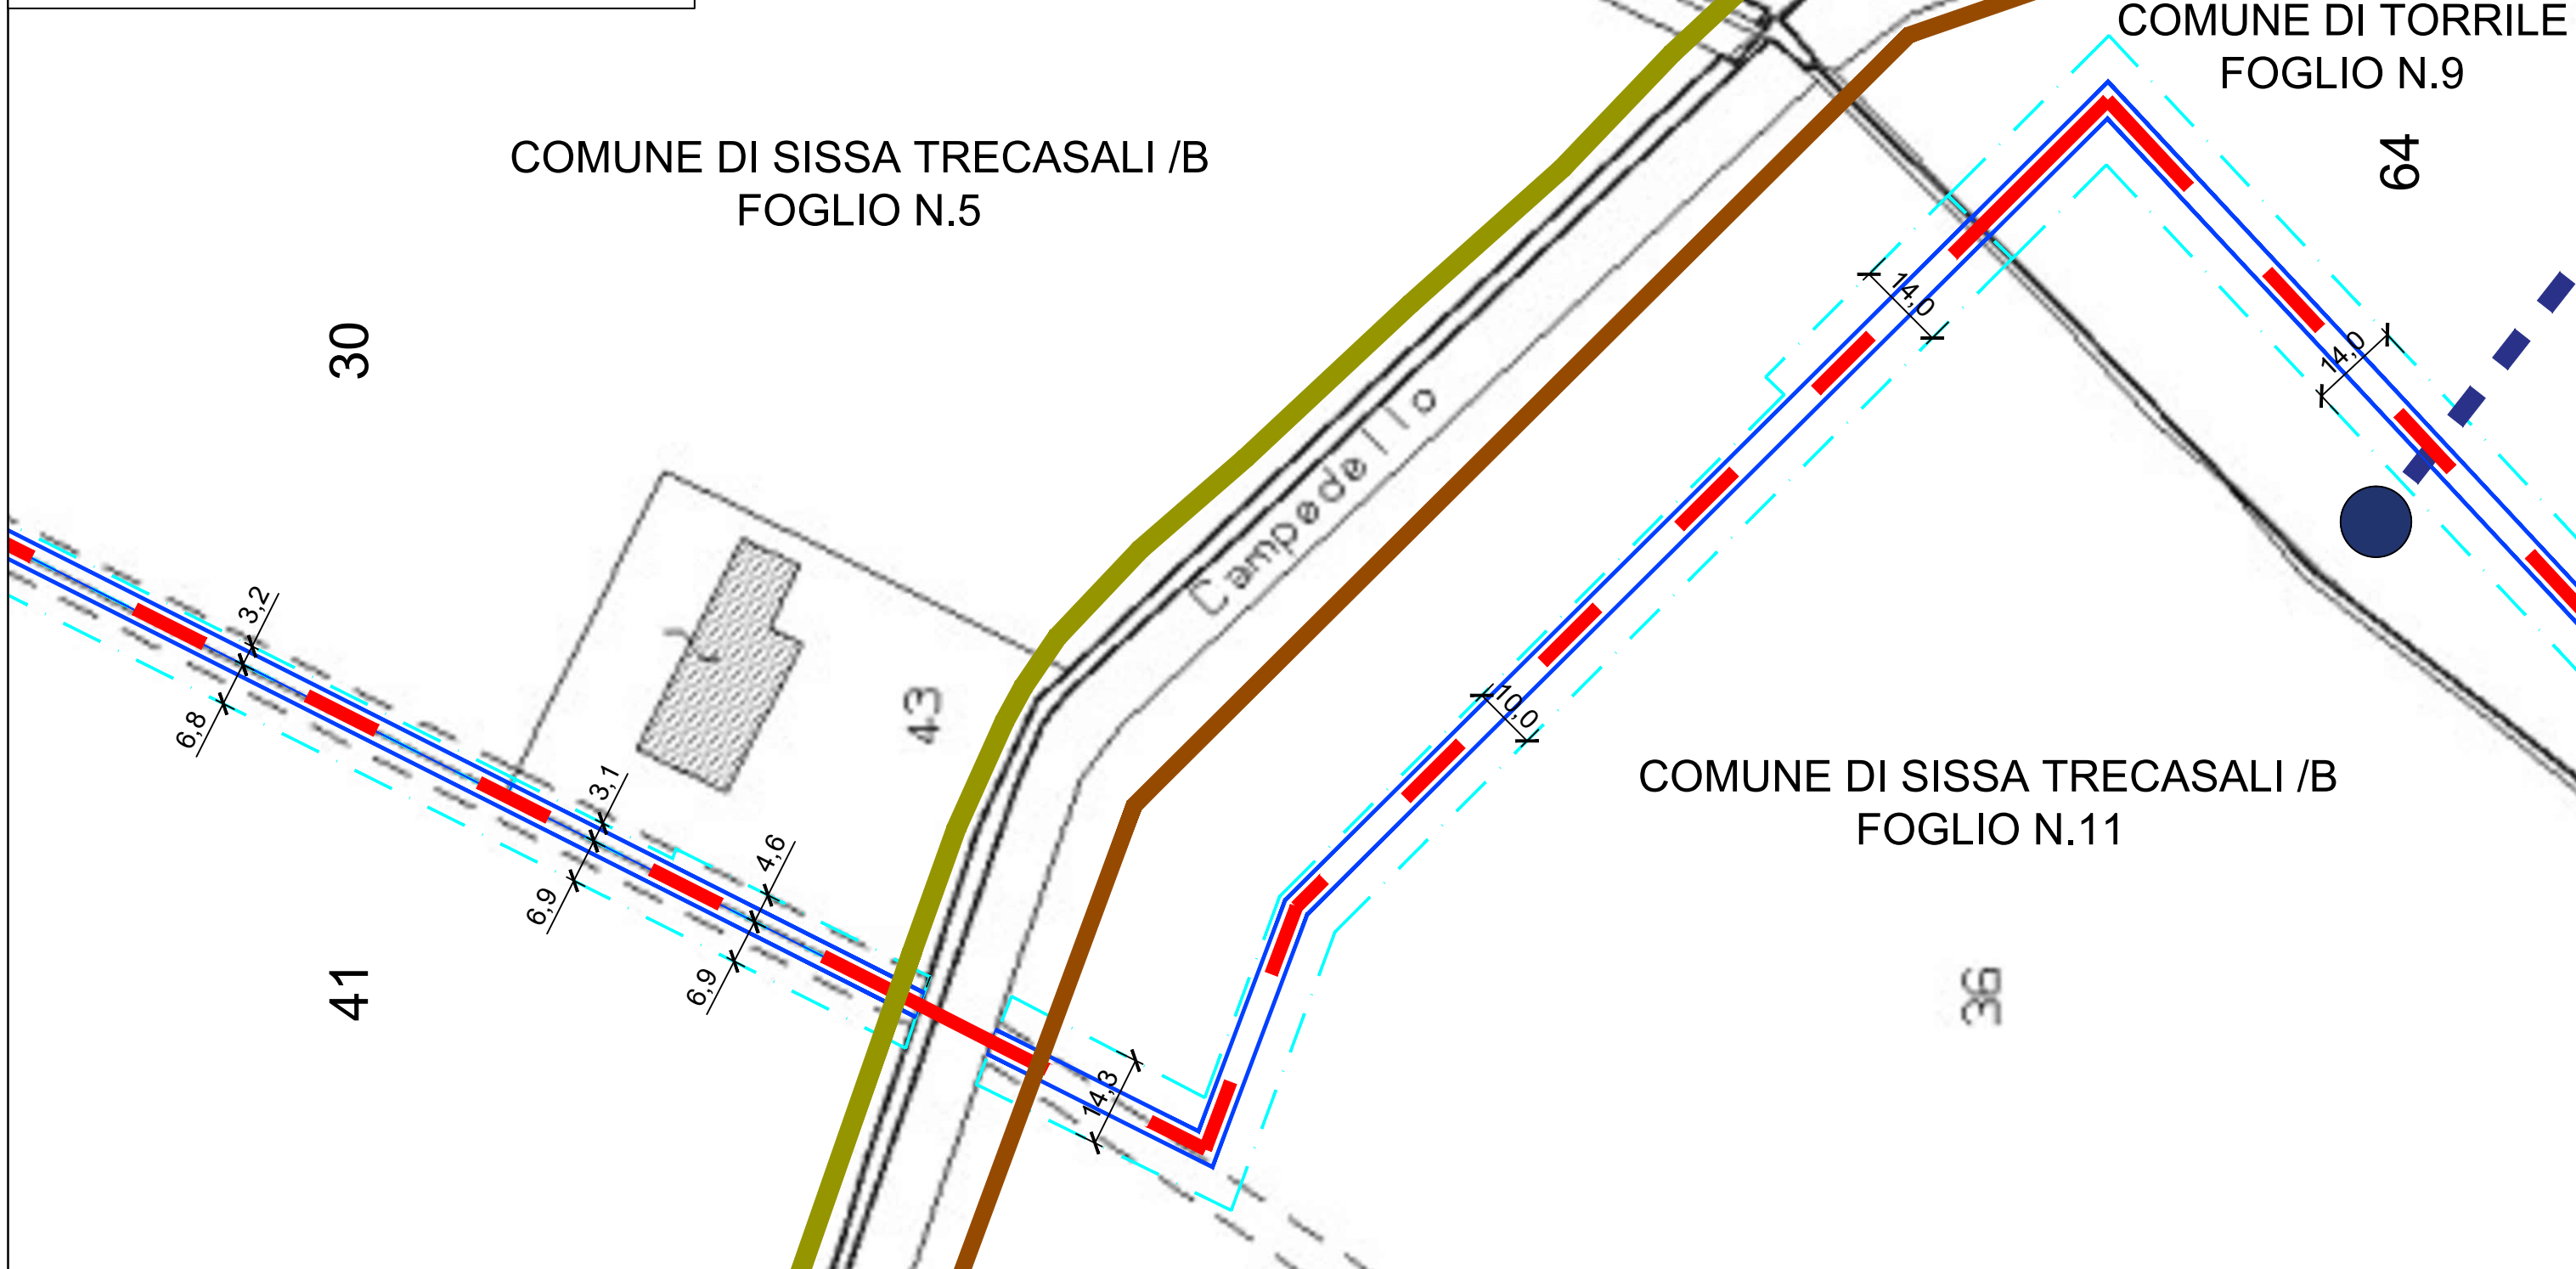 COMUNE DI TORRILE
FOGLIO N.9
64
COMUNE DI SISSA TRECASALI /B
FOGLIO N.5
30
14,0
14,0
Campedello
3,2
6,8
43
10,0
3,1
6,9
4,6
6,9
COMUNE DI SISSA TRECASALI /B
FOGLIO N.11
41
36
14,3